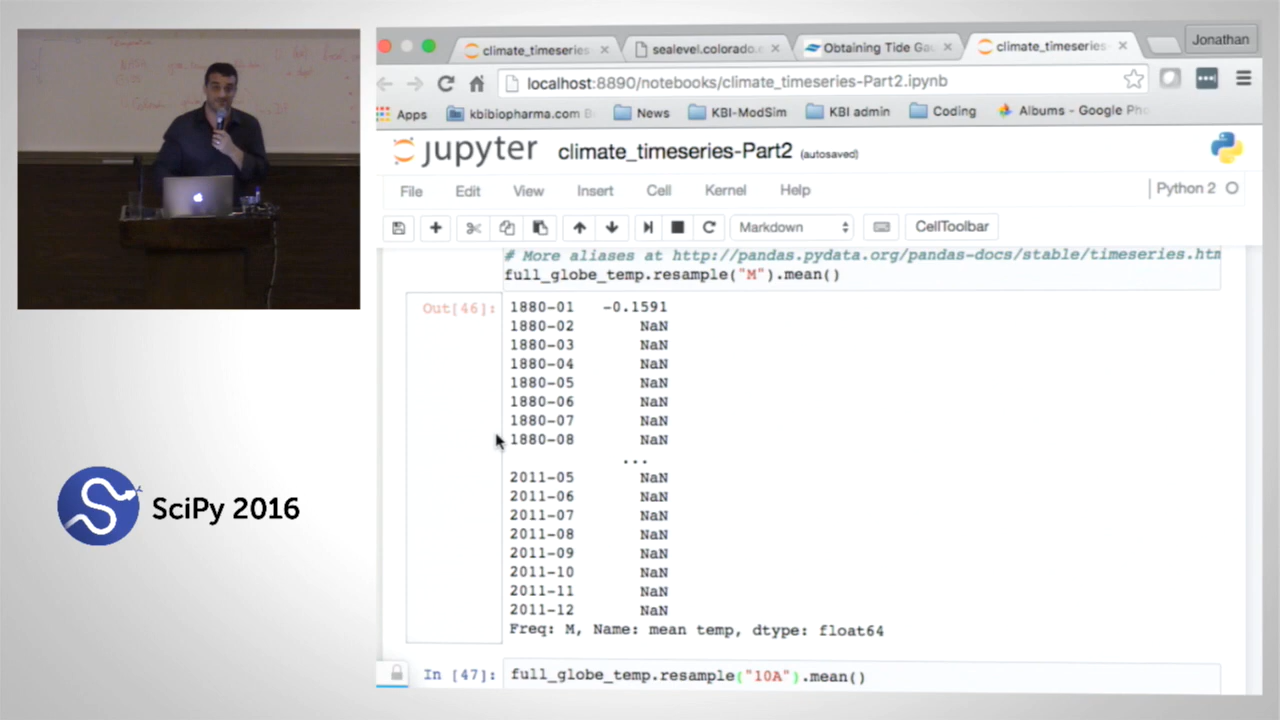 climate_timeseries-
sealevel.colorado.
Obtaining Tide Gau
climate_timeseries-
Jonathan
localhost:8890/notebooks/climate_timeseries-Part2.ipynb
Apps
kbibiopharma.com B
News
KBI-ModSim
KBI admin
Coding
Albums - Google Pho
jupyter
climate_timeseries-Part2 (autosaved)
File Edit View Insert Cell Kernel Help
Python 2
Markdown
CellToolbar
# More aliases at http://pandas.pydata.org/pandas-docs/stable/timeseries.htm
full_globe_temp.resample("M").mean()
Out[46]:
1880-01 -0.1591
1880-02 NaN
1880-03 NaN
1880-04 NaN
1880-05 NaN
1880-06 NaN
1880-07 NaN
1880-08 NaN
...
2011-05 NaN
2011-06 NaN
2011-07 NaN
2011-08 NaN
2011-09 NaN
2011-10 NaN
2011-11 NaN
2011-12 NaN
Freq: M, Name: mean temp, dtype: float64
In [47]: full_globe_temp.resample("10A").mean()
SciPy 2016